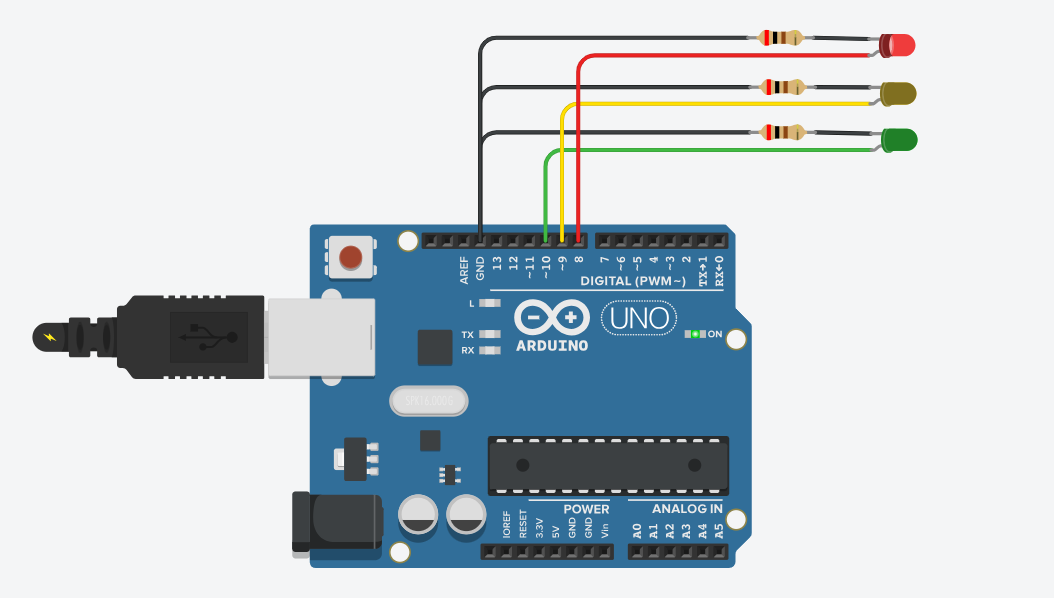 AREF
GND
13
12
~11
~10
~9
8
7
~6
~5
4
~3
2
TX→1
RX←0
DIGITAL (PWM~)
L
TX
RX
UNO
ARDUINO
ON
POWER
ANALOG IN
IOREF
RESET
3.3V
5V
GND
GND
Vin
A0
A1
A2
A3
A4
A5